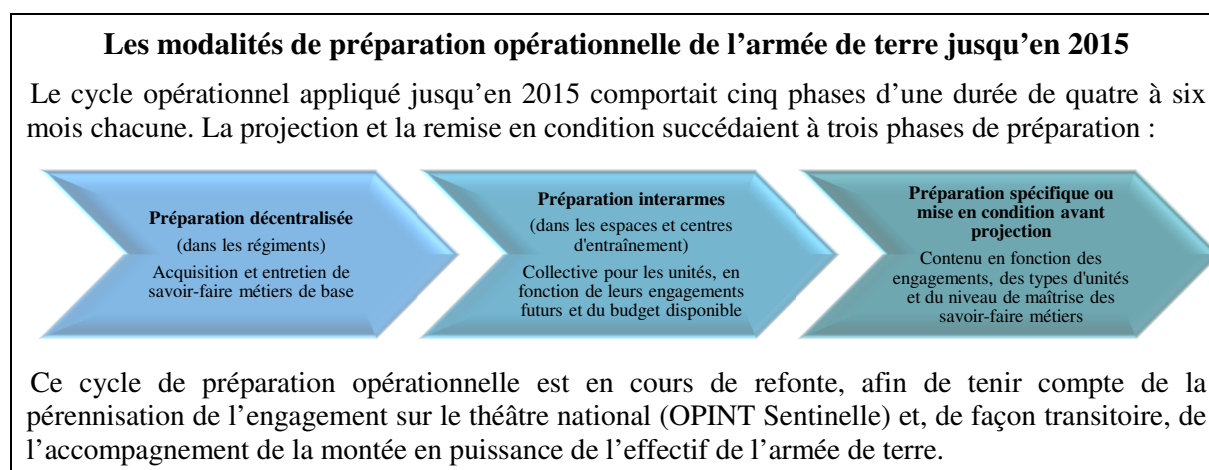 Les modalités de préparation opérationnelle de l’armée de terre jusqu’en 2015
Le cycle opérationnel appliqué jusqu’en 2015 comportait cinq phases d’une durée de quatre à six
mois chacune. La projection et la remise en condition succédaient à trois phases de préparation :
Préparation décentralisée
(dans les régiments)
Acquisition et entretien de
savoir-faire métiers de base
Préparation interarmes
(dans les espaces et centres
d'entraînement)
Collective pour les unités, en
fonction de leurs engagements
futurs et du budget disponible
Préparation spécifique ou
mise en condition avant
projection
Contenu en fonction des
engagements, des types d'unités
et du niveau de maîtrise des
savoir-faire métiers
Ce cycle de préparation opérationnelle est en cours de refonte, afin de tenir compte de la
pérennisation de l’engagement sur le théâtre national (OPINT Sentinelle) et, de façon transitoire, de
l’accompagnement de la montée en puissance de l’effectif de l’armée de terre.